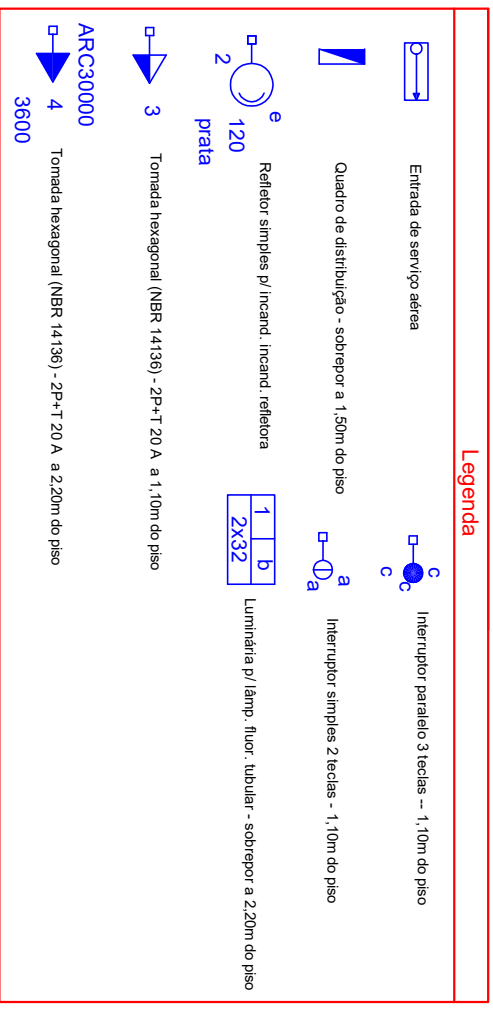 Legenda
Entrada de serviço aérea
Quadro de distribuição - sobrepor a 1,50m do piso
e
2
120
prata
Refletor simples p/ incand. incand. refletora
3
Tomada hexagonal (NBR 14136) - 2P+T 20 A a 1,10m do piso
ARC30000
4
3600
Tomada hexagonal (NBR 14136) - 2P+T 20 A a 2,20m do piso
c
c
c
Interruptor paralelo 3 teclas -- 1,10m do piso
a
a
Interruptor simples 2 teclas - 1,10m do piso
1 b
2x32
Luminária p/ lâmp. fluor. tubular - sobrepor a 2,20m do piso